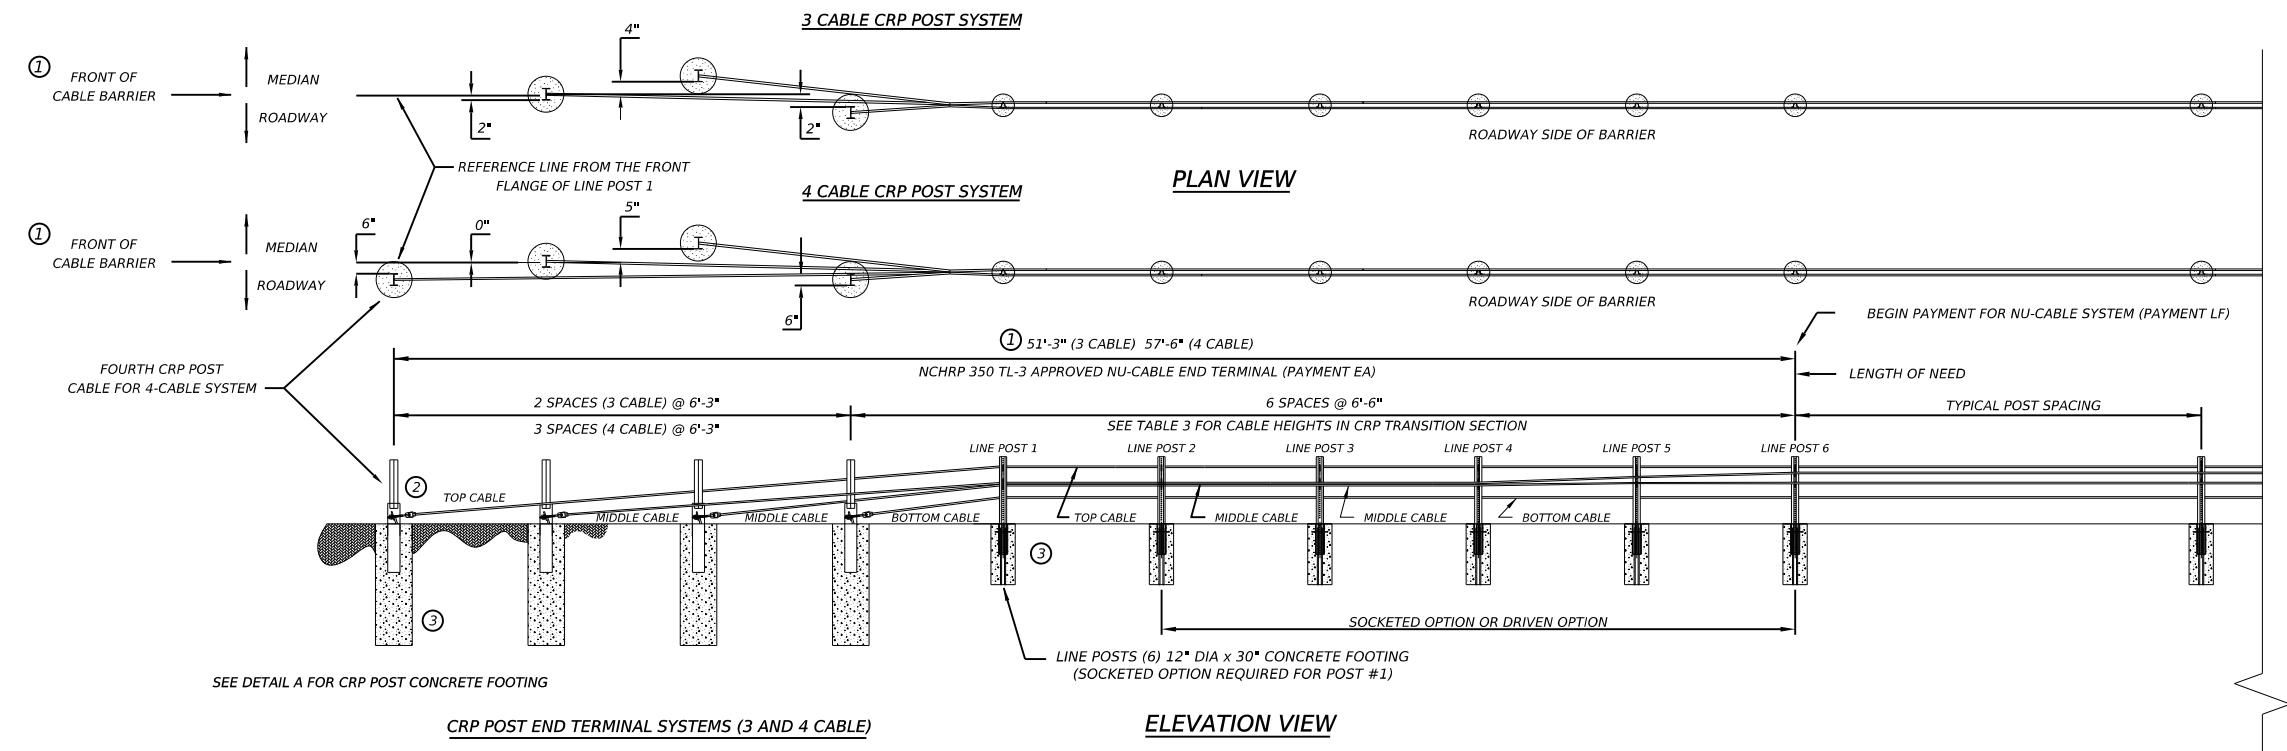 3 CABLE CRP POST SYSTEM
4"
1
FRONT OF
CABLE BARRIER
MEDIAN
ROADWAY
2"
2"
ROADWAY SIDE OF BARRIER
REFERENCE LINE FROM THE FRONT
FLANGE OF LINE POST 1
PLAN VIEW
4 CABLE CRP POST SYSTEM
1
FRONT OF
CABLE BARRIER
MEDIAN
ROADWAY
6"
0"
5"
6"
ROADWAY SIDE OF BARRIER
BEGIN PAYMENT FOR NU-CABLE SYSTEM (PAYMENT LF)
1 51'-3" (3 CABLE) 57'-6" (4 CABLE)
NCHRP 350 TL-3 APPROVED NU-CABLE END TERMINAL (PAYMENT EA)
LENGTH OF NEED
FOURTH CRP POST
CABLE FOR 4-CABLE SYSTEM
2 SPACES (3 CABLE) @ 6'-3"
3 SPACES (4 CABLE) @ 6'-3"
6 SPACES @ 6'-6"
SEE TABLE 3 FOR CABLE HEIGHTS IN CRP TRANSITION SECTION
TYPICAL POST SPACING
LINE POST 1
LINE POST 2
LINE POST 3
LINE POST 4
LINE POST 5
LINE POST 6
2
TOP CABLE
MIDDLE CABLE
MIDDLE CABLE
BOTTOM CABLE
TOP CABLE
MIDDLE CABLE
MIDDLE CABLE
BOTTOM CABLE
3
3
SOCKETED OPTION OR DRIVEN OPTION
LINE POSTS (6) 12" DIA x 30" CONCRETE FOOTING
(SOCKETED OPTION REQUIRED FOR POST #1)
SEE DETAIL A FOR CRP POST CONCRETE FOOTING
CRP POST END TERMINAL SYSTEMS (3 AND 4 CABLE)
ELEVATION VIEW